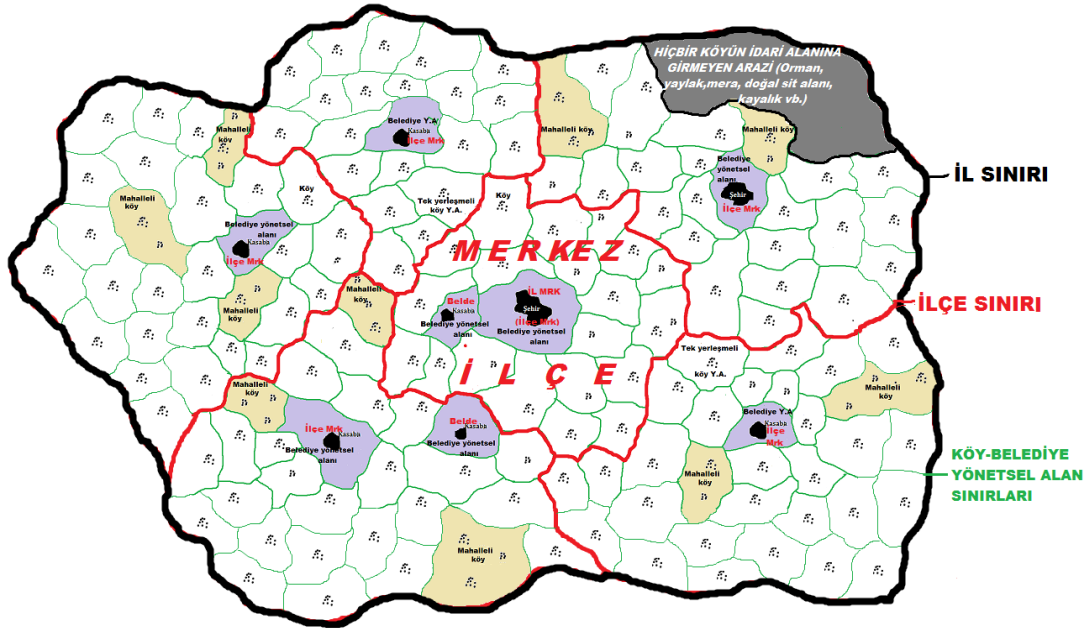 HİÇBİR KÖYÜN İDARİ ALANINA
GİRMEYEN ARAZİ (Orman,
yaylak,mera, doğal sit alanı,
kayalık vb.)
Belediye Y.A
Kasaba
İlçe Mrk
Mahalleli
köy
Mahalleli köy
Mahalleli köy
Belediye
yönetsel
alanı
Şehir
İlçe Mrk
İL SINIRI
Köy
Tek yerleşmeli
köy Y.A.
Köy
Mahalleli
köy
Belediye yönetsel
alanı
Kasaba
İlçe Mrk
MERKEZ
Mahalleli
köy
Mahalleli
köy
Belde
Kasaba
Belediye yönetsel
alanı
İL MRK
Şehir
(İlçe Mrk)
Belediye yönetsel
alanı
İLÇE SINIRI
İLÇE
Tek yerleşmeli
köy Y.A.
Mahalleli
köy
Mahalleli
köy
İlçe Mrk
Kasaba
Belediye yönetsel
alanı
Belde
Kasaba
Belediye yönetsel
alanı
Belediye Y.A
Kasaba
İlçe
Mrk
KÖY-BELEDİYE
YÖNETSEL ALAN
SINIRLARI
Mahalleli
köy
Mahalleli
köy